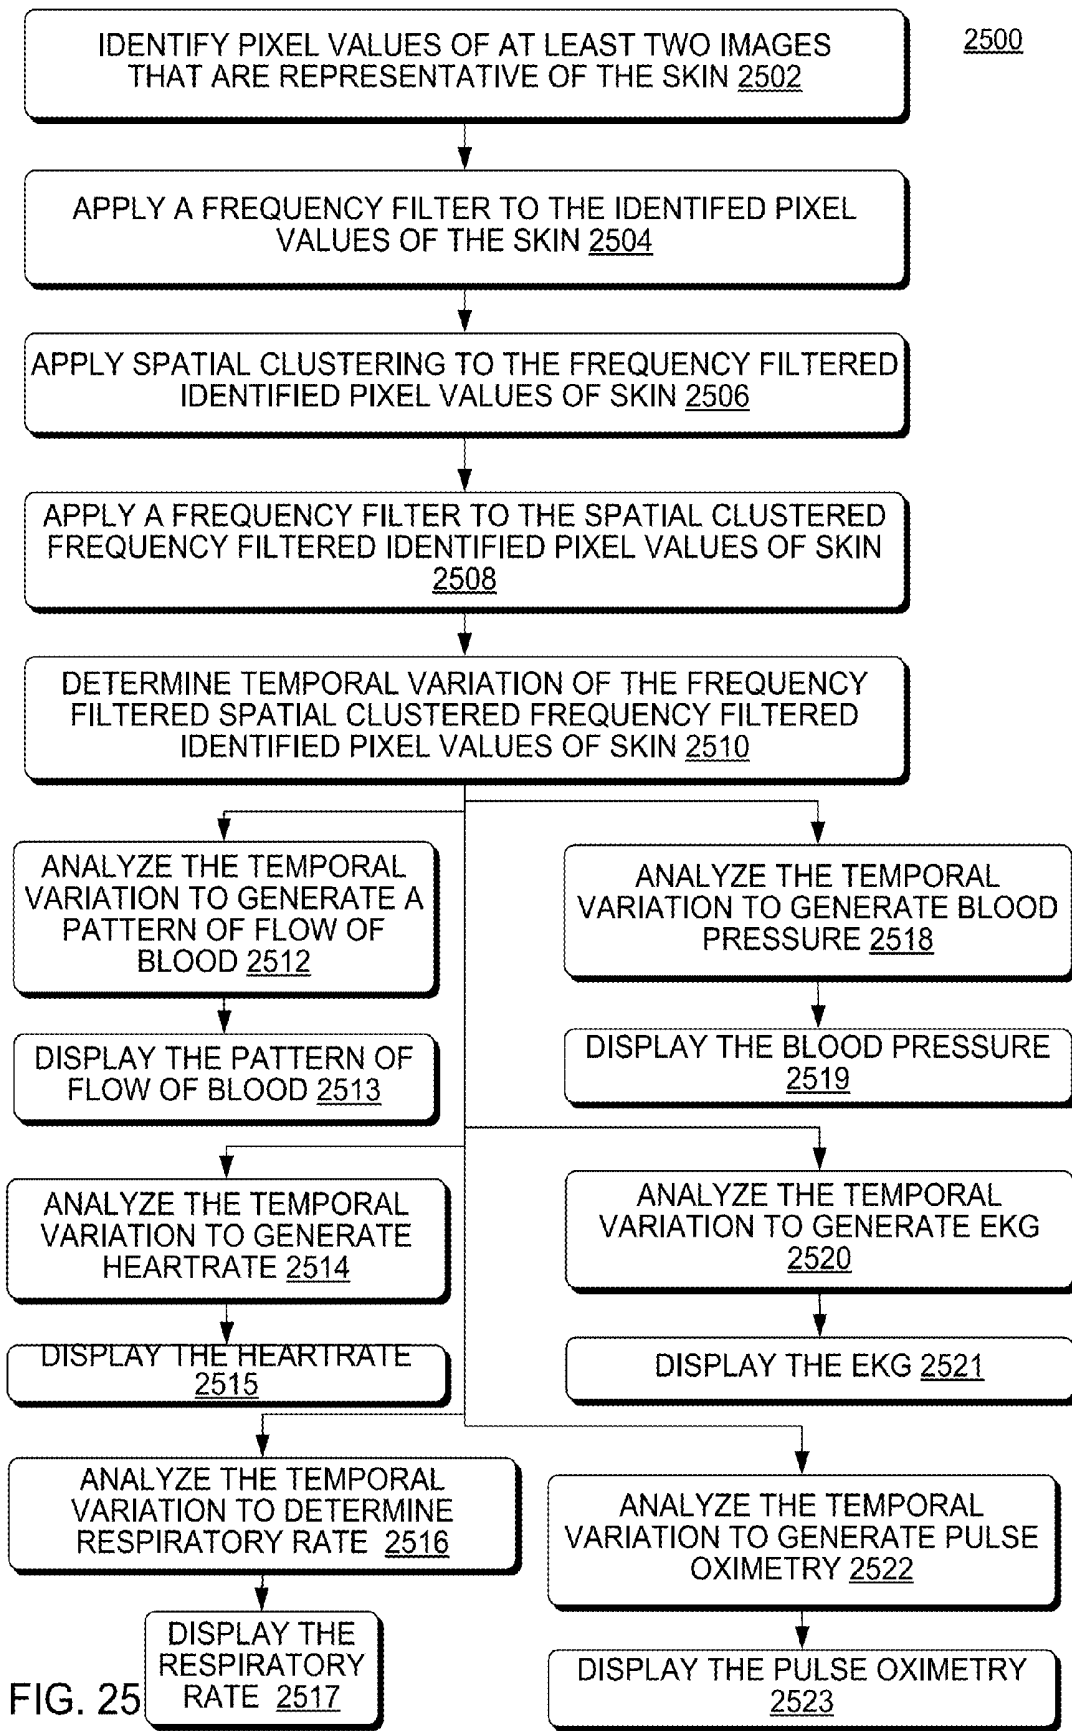 2500
IDENTIFY PIXEL VALUES OF AT LEAST TWO IMAGES
THAT ARE REPRESENTATIVE OF THE SKIN 2502
APPLY A FREQUENCY FILTER TO THE IDENTIFED PIXEL
VALUES OF THE SKIN 2504
APPLY SPATIAL CLUSTERING TO THE FREQUENCY FILTERED
IDENTIFIED PIXEL VALUES OF SKIN 2506
APPLY A FREQUENCY FILTER TO THE SPATIAL CLUSTERED
FREQUENCY FILTERED IDENTIFIED PIXEL VALUES OF SKIN
2508
DETERMINE TEMPORAL VARIATION OF THE FREQUENCY
FILTERED SPATIAL CLUSTERED FREQUENCY FILTERED
IDENTIFIED PIXEL VALUES OF SKIN 2510
ANALYZE THE TEMPORAL
VARIATION TO GENERATE A
PATTERN OF FLOW OF
BLOOD 2512
DISPLAY THE PATTERN OF
FLOW OF BLOOD 2513
ANALYZE THE TEMPORAL
VARIATION TO GENERATE BLOOD
PRESSURE 2518
DISPLAY THE BLOOD PRESSURE
2519
ANALYZE THE TEMPORAL
VARIATION TO GENERATE
HEARTRATE 2514
DISPLAY THE HEARTRATE
2515
ANALYZE THE TEMPORAL
VARIATION TO GENERATE EKG
2520
DISPLAY THE EKG 2521
ANALYZE THE TEMPORAL
VARIATION TO DETERMINE
RESPIRATORY RATE 2516
DISPLAY THE
RESPIRATORY
RATE 2517
ANALYZE THE TEMPORAL
VARIATION TO GENERATE PULSE
OXIMETRY 2522
DISPLAY THE PULSE OXIMETRY
2523
FIG. 25